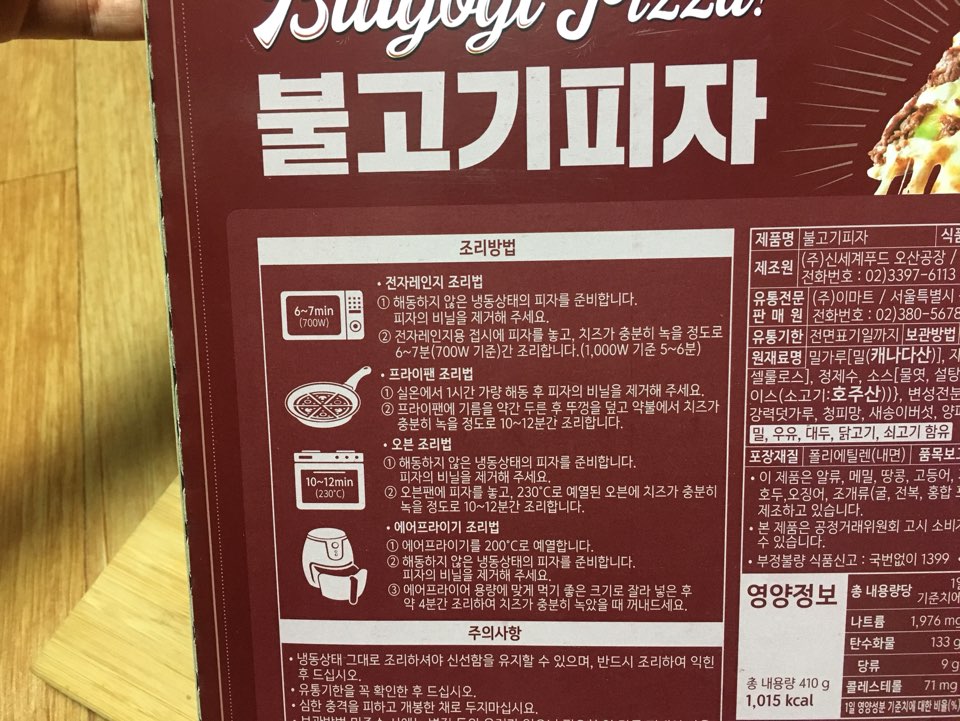 Bulgogi Pizza!
불고기피자
조리방법
6~7min
(700W)
• 전자레인지 조리법
① 해동하지 않은 냉동상태의 피자를 준비합니다.
피자의 비닐을 제거해 주세요.
② 전자레인지용 접시에 피자를 놓고, 치즈가 충분히 녹을 정도로
6~7분(700W 기준)간 조리합니다.(1,000W 기준 5~6분)
• 프라이팬 조리법
① 실온에서 1시간 가량 해동 후 피자의 비닐을 제거해 주세요.
② 프라이팬에 기름을 약간 두른 후 뚜껑을 덮고 약불에서 치즈가
충분히 녹을 정도로 10~12분간 조리합니다.
10~12min
(230℃)
• 오븐 조리법
① 해동하지 않은 냉동상태의 피자를 준비합니다.
피자의 비닐을 제거해 주세요.
② 오븐팬에 피자를 놓고, 230℃로 예열된 오븐에 치즈가 충분히
녹을 정도로 10~12분간 조리합니다.
• 에어프라이기 조리법
① 에어프라이기를 200℃로 예열합니다.
② 해동하지 않은 냉동상태의 피자를 준비합니다.
피자의 비닐을 제거해 주세요.
③ 에어프라이어 용량에 맞게 먹기 좋은 크기로 잘라 넣은 후
약 4분간 조리하여 치즈가 충분히 녹았을 때 꺼내드세요.
주의사항
• 냉동상태 그대로 조리하셔야 신선함을 유지할 수 있으며, 반드시 조리하여 익힌
후 드십시오.
• 유통기한을 꼭 확인한 후 드십시오.
• 심한 충격을 피하고 개봉한 채로 두지마십시오.
제품명 불고기피자
제조원 (주)신세계푸드 오산공장 /
전화번호 : 02)3397-6113
유통전문 (주)이마트 / 서울특별시
판 매 원 전화번호 : 02)380-5678
유통기한 전면표기일까지 보관방법
원재료명 밀가루[밀(캐나다산)],
셀룰로스], 정제수, 소스[물엿, 설탕
이스(소고기:호주산)))}, 변성전분
강력덧가루, 청피망, 새송이버섯,
밀, 우유, 대두, 닭고기, 쇠고기 함유
포장재질 폴리에틸렌(내면) 품목보고
• 이 제품은 알류, 메밀, 땅콩, 고등어,
호두,오징어, 조개류(굴, 전복, 홍합
제조하고 있습니다.
• 본 제품은 공정거래위원회 고시 소비자
수 있습니다.
• 부정불량 식품신고 : 국번없이 1399 •
영양정보
총 내용량 410 g
1,015 kcal
총 내용량당
기준치에
나트륨 1,976 mg
탄수화물 133 g
당류 9 g
콜레스테롤 71 mg
1일 영양성분 기준치에 대한 비율(%)